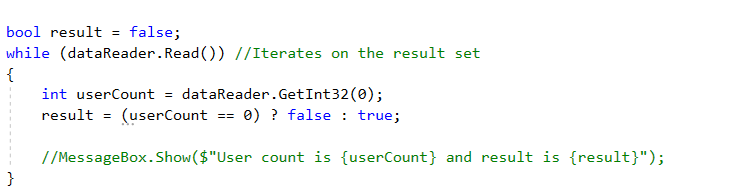 bool result = false;
while (dataReader.Read()) //Iterates on the result set
{
    int userCount = dataReader.GetInt32(0);
    result = (userCount == 0) ? false : true;
    //MessageBox.Show($"User count is {userCount} and result is {result}");
}